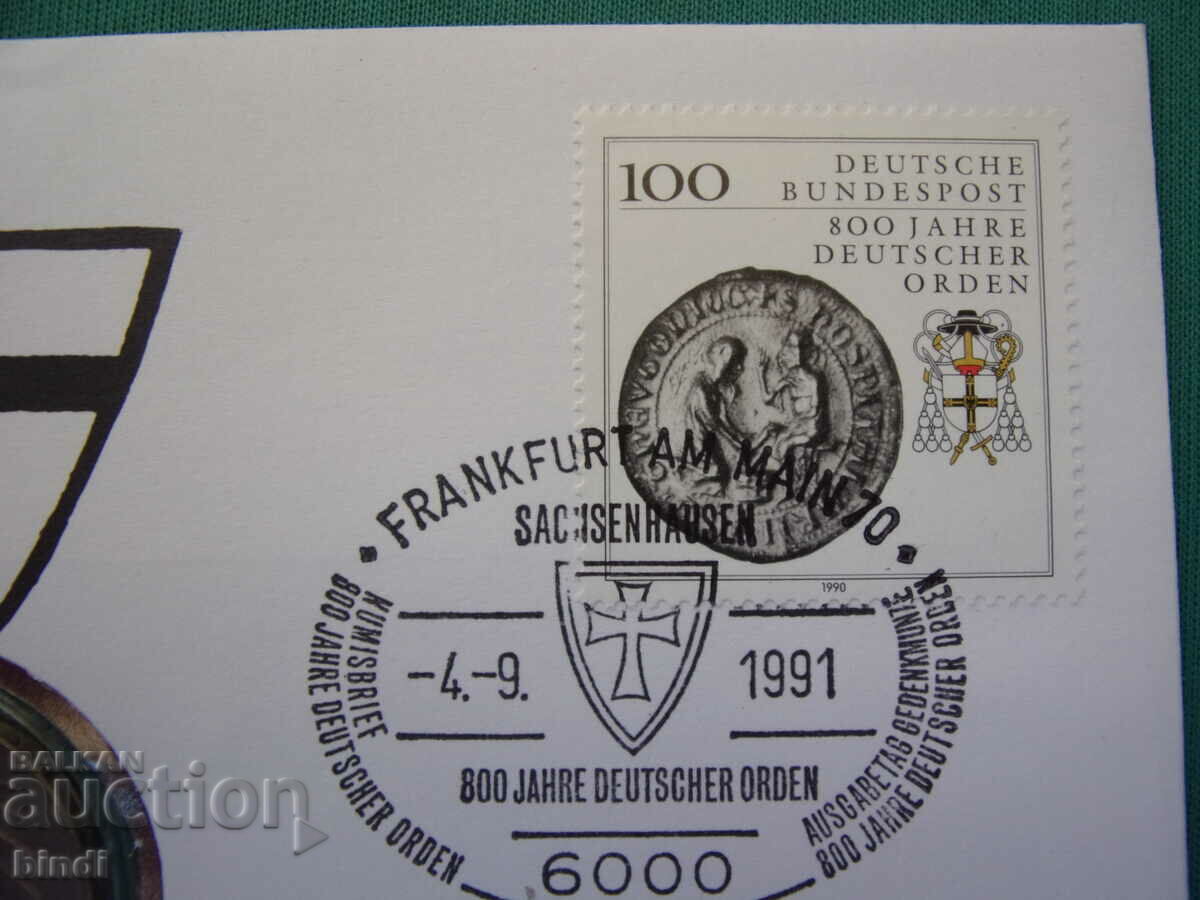 100
DEUTSCHE
BUNDESPOST
800 JAHRE
DEUTSCHER
ORDEN
1990
FRANKFURT AM MAIN 70
SACHSENHAUSEN
-4.-9.
1991
NUMISBRIEF
800 JAHRE DEUTSCHER ORDEN
AUSGABETAG GEDENKMÜNZE
800 JAHRE DEUTSCHER ORDEN
800 JAHRE DEUTSCHER ORDEN
6000
BALKAN
auction
bindi